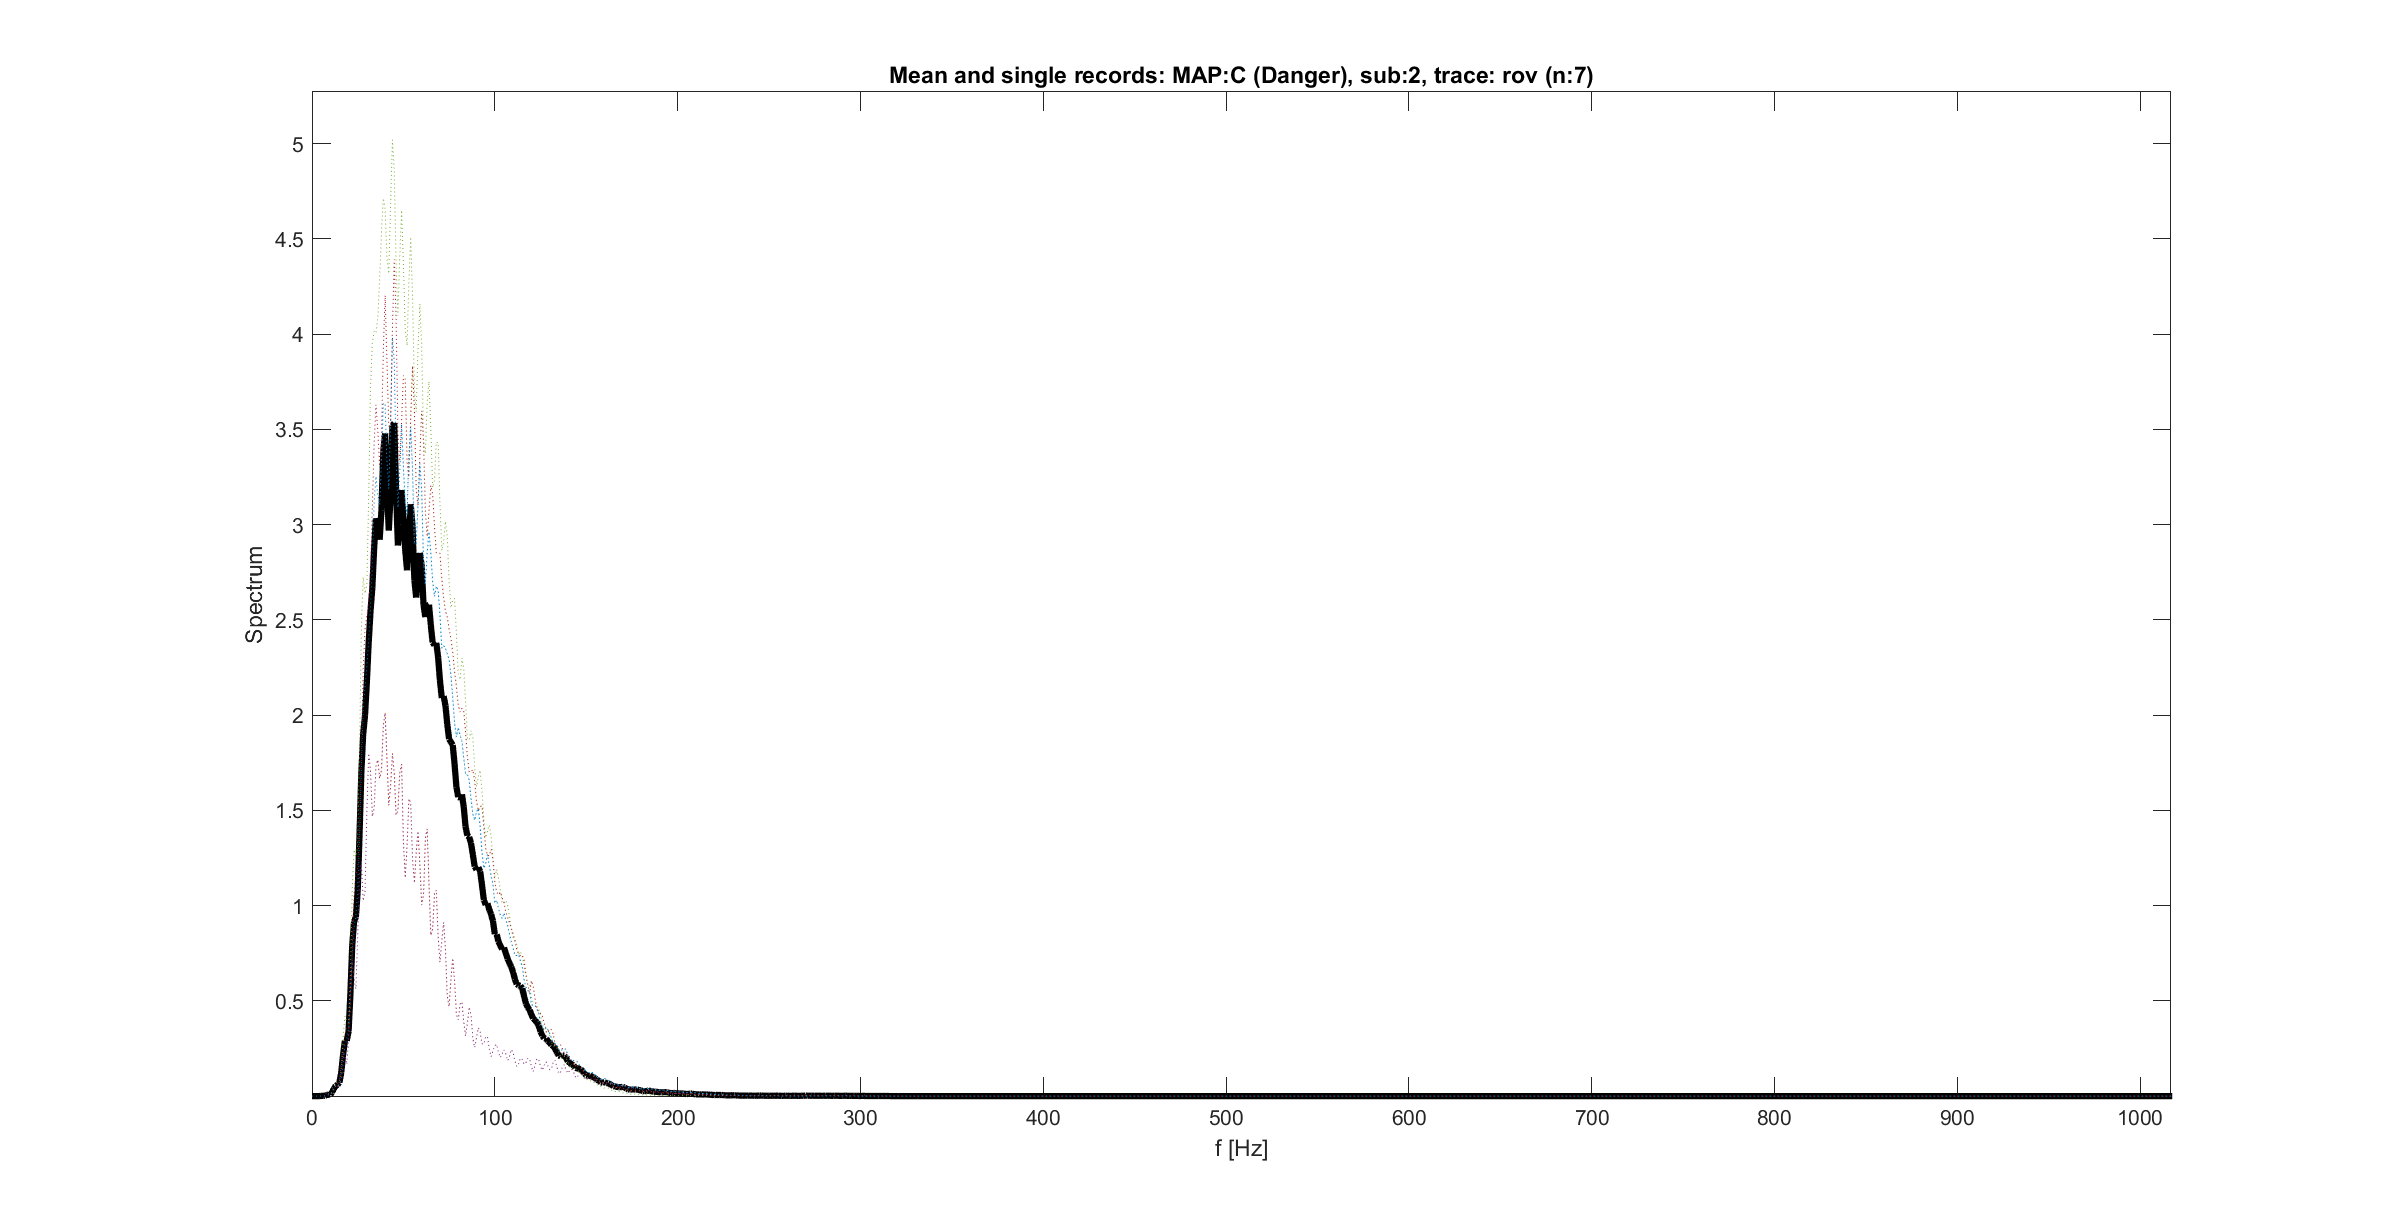 Mean and single records: MAP:C (Danger), sub:2, trace: rov (n:7)
5
4.5
4
3.5
3
2.5
2
1.5
1
0.5
Spectrum
0 100 200 300 400 500 600 700 800 900 1000
f [Hz]